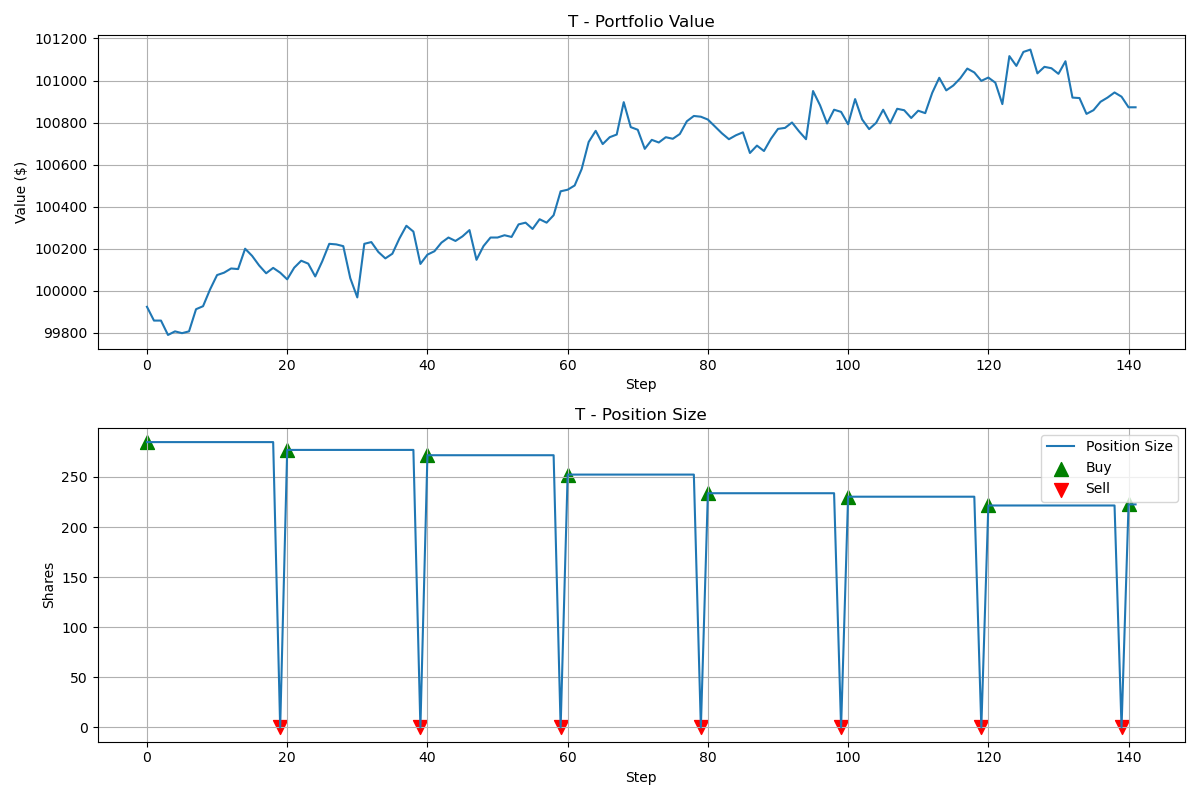 T - Portfolio Value
Value ($)
101200
101000
100800
100600
100400
100200
100000
99800
0 20 40 60 80 100 120 140
Step
T - Position Size
Shares
250
200
150
100
50
0
Position Size
Buy
Sell
0 20 40 60 80 100 120 140
Step